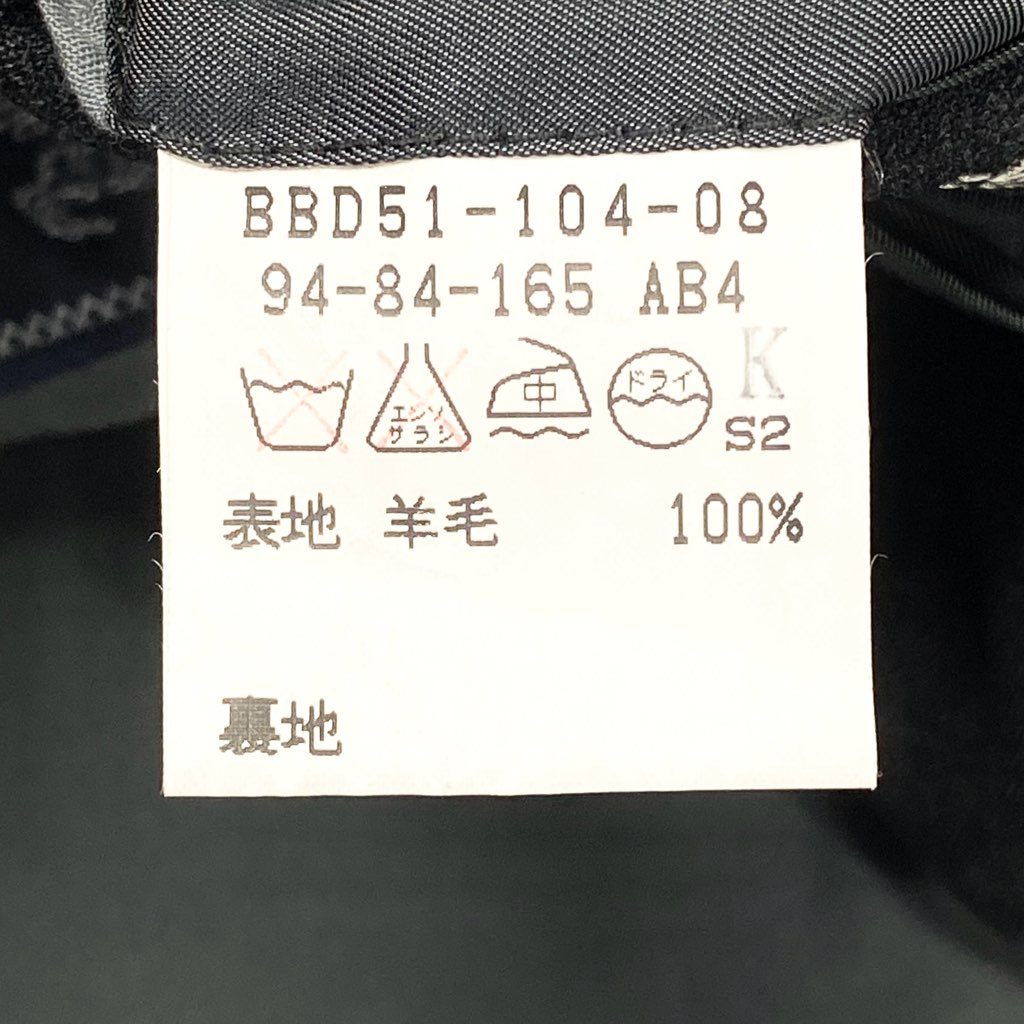 BBD51-104-08
94-84-165 AB4
エンソ
サラシ
中
ドライ
K
S2
表地 羊毛 100%
裏地